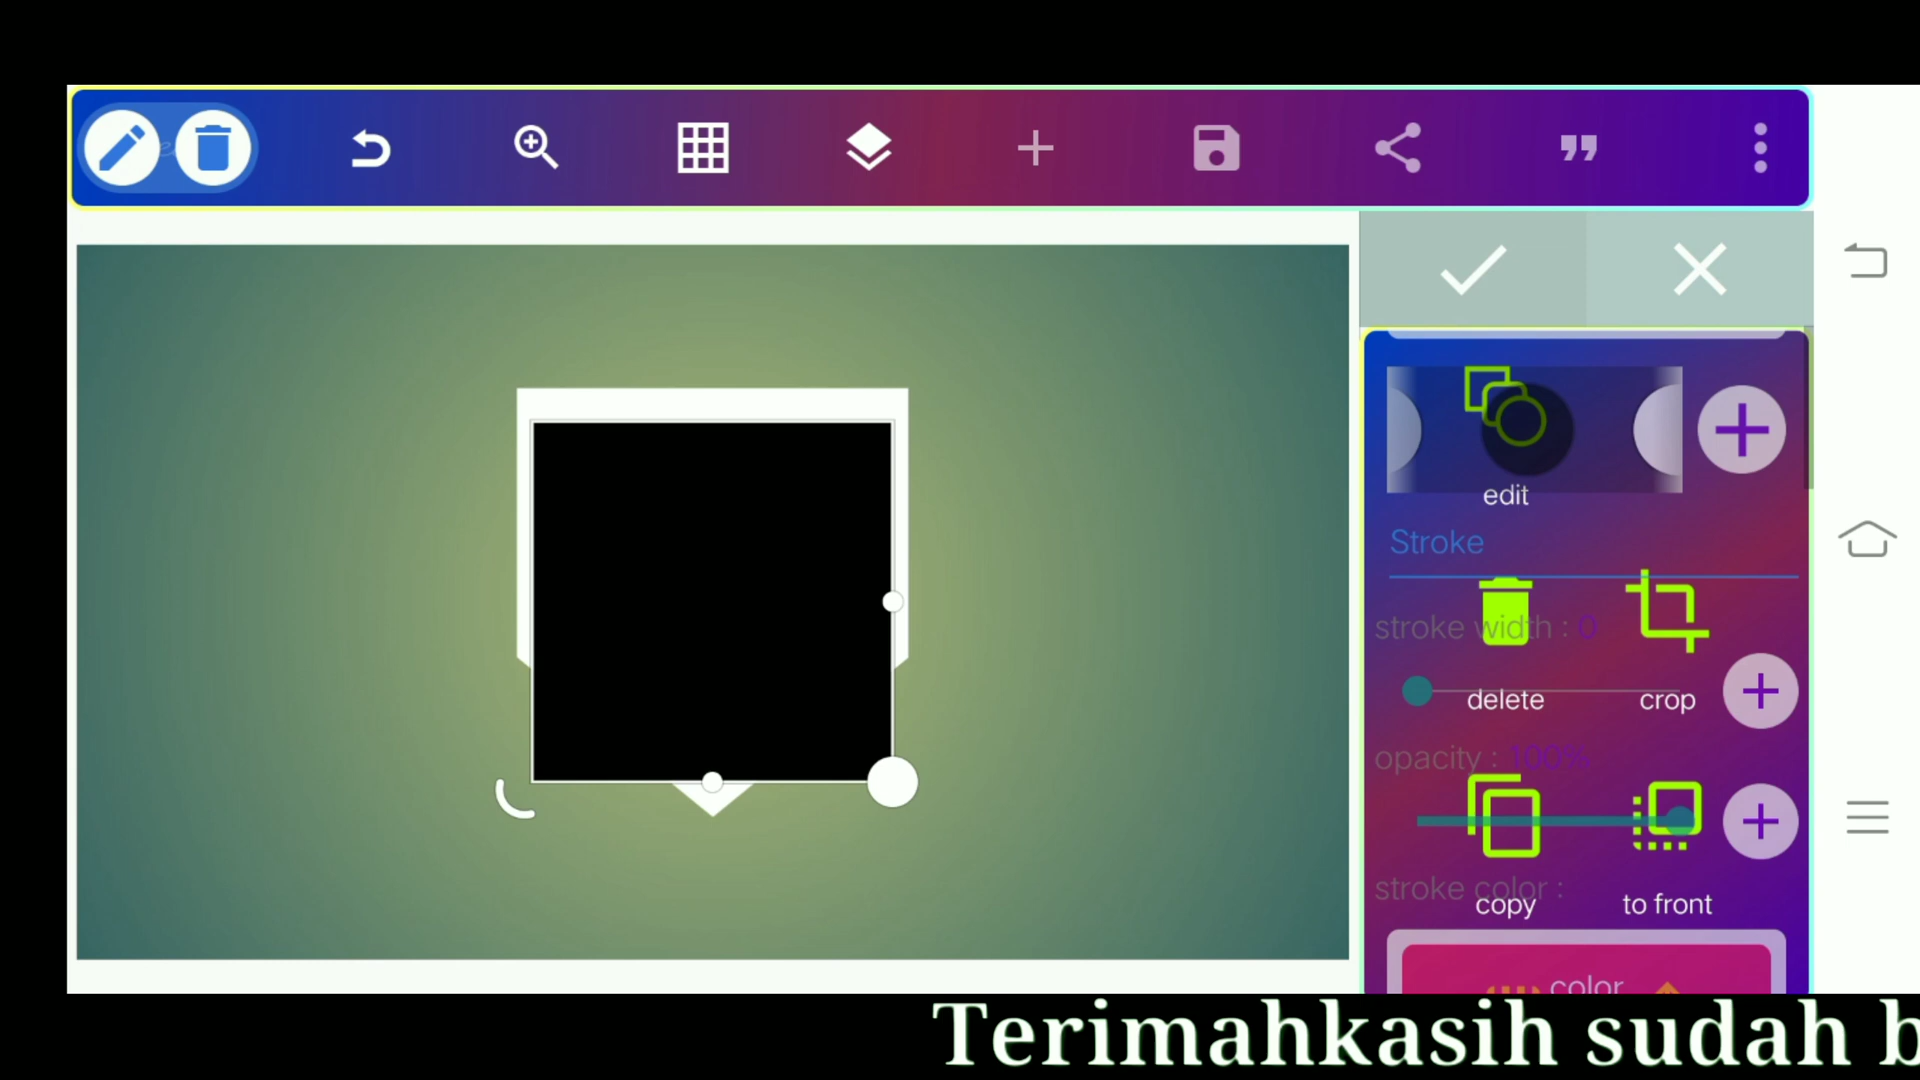 edit
Stroke
stroke width : 0
delete
crop
opacity : 100%
stroke color :
copy
to front
color
Terimahkasih sudah b